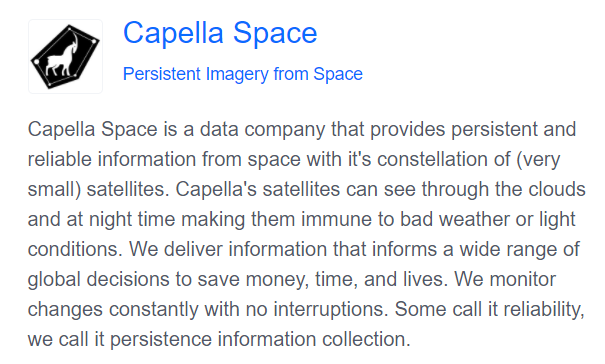 Capella Space
Persistent Imagery from Space
Capella Space is a data company that provides persistent and
reliable information from space with it's constellation of (very
small) satellites. Capella's satellites can see through the clouds
and at night time making them immune to bad weather or light
conditions. We deliver information that informs a wide range of
global decisions to save money, time, and lives. We monitor
changes constantly with no interruptions. Some call it reliability,
we call it persistence information collection.